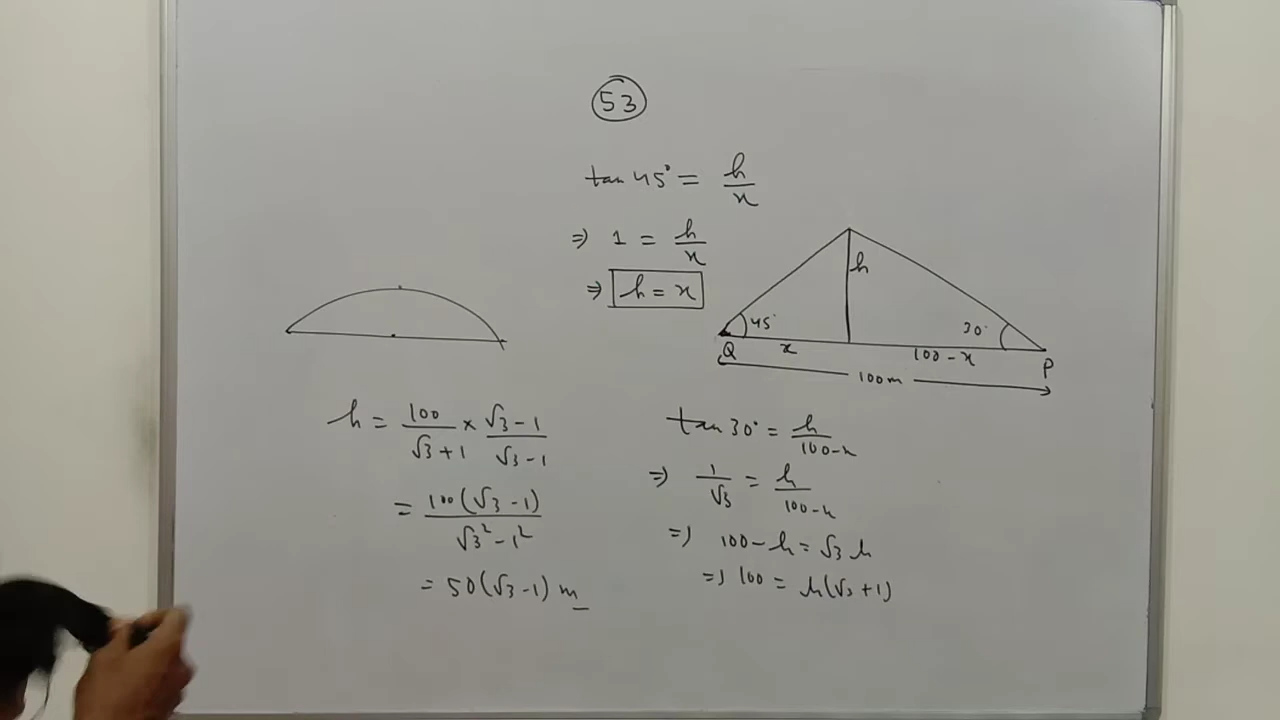 53
tan 45° = h/x
⇒ 1 = h/x
⇒ h = x
h
45°
30°
Q
x
100 - x
P
100m
h = 100/(√3 + 1) × (√3 - 1)/(√3 - 1)
= 100(√3 - 1)/(√3² - 1²)
= 50(√3 - 1) m
tan 30° = h/(100-x)
⇒ 1/√3 = h/(100-x)
⇒ 100 - h = √3 h
⇒ 100 = h(√3 + 1)